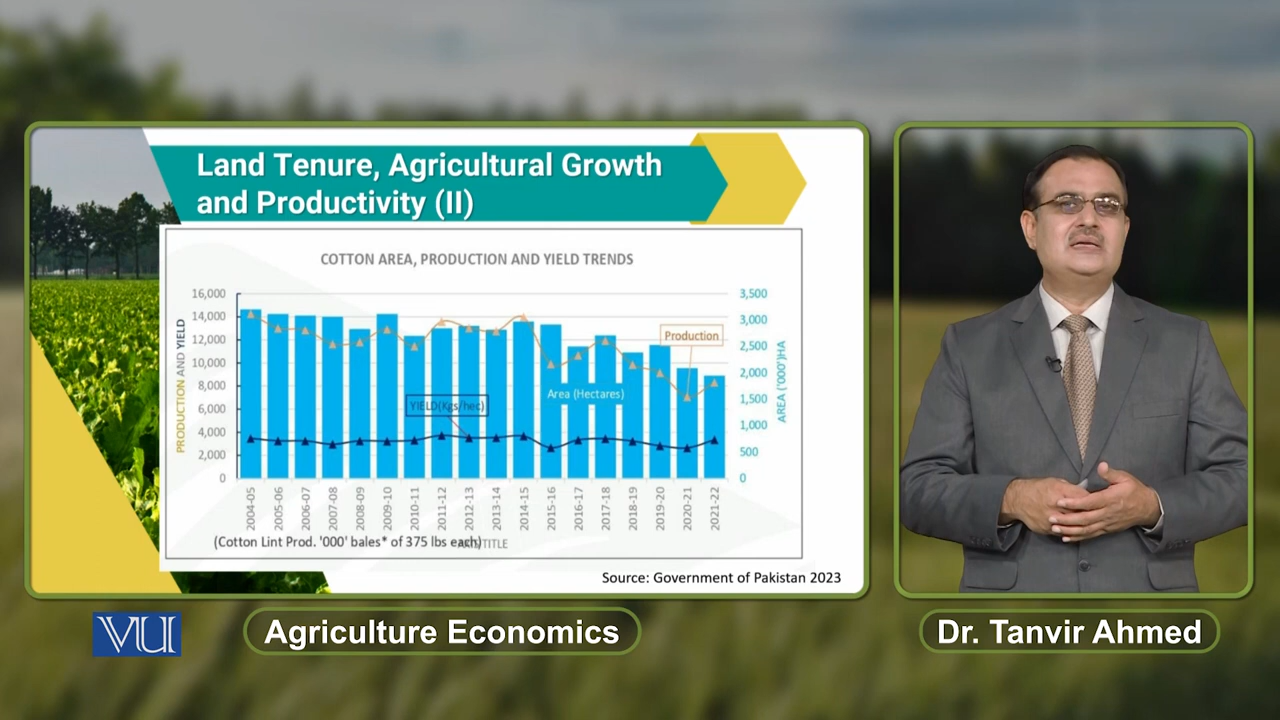 Land Tenure, Agricultural Growth
and Productivity (II)
COTTON AREA, PRODUCTION AND YIELD TRENDS
PRODUCTION AND YIELD
16,000
14,000
12,000
10,000
8,000
6,000
4,000
2,000
0
3,500
3,000
2,500
2,000
1,500
1,000
500
0
AREA ('000')HA
Production
Area (Hectares)
YIELD(Kgs/hec)
2004-05
2005-06
2006-07
2007-08
2008-09
2009-10
2010-11
2011-12
2012-13
2013-14
2014-15
2015-16
2016-17
2017-18
2018-19
2019-20
2020-21
2021-22
(Cotton Lint Prod. '000' bales* of 375 lbs each)
TITLE
Source: Government of Pakistan 2023
VU
Agriculture Economics
Dr. Tanvir Ahmed